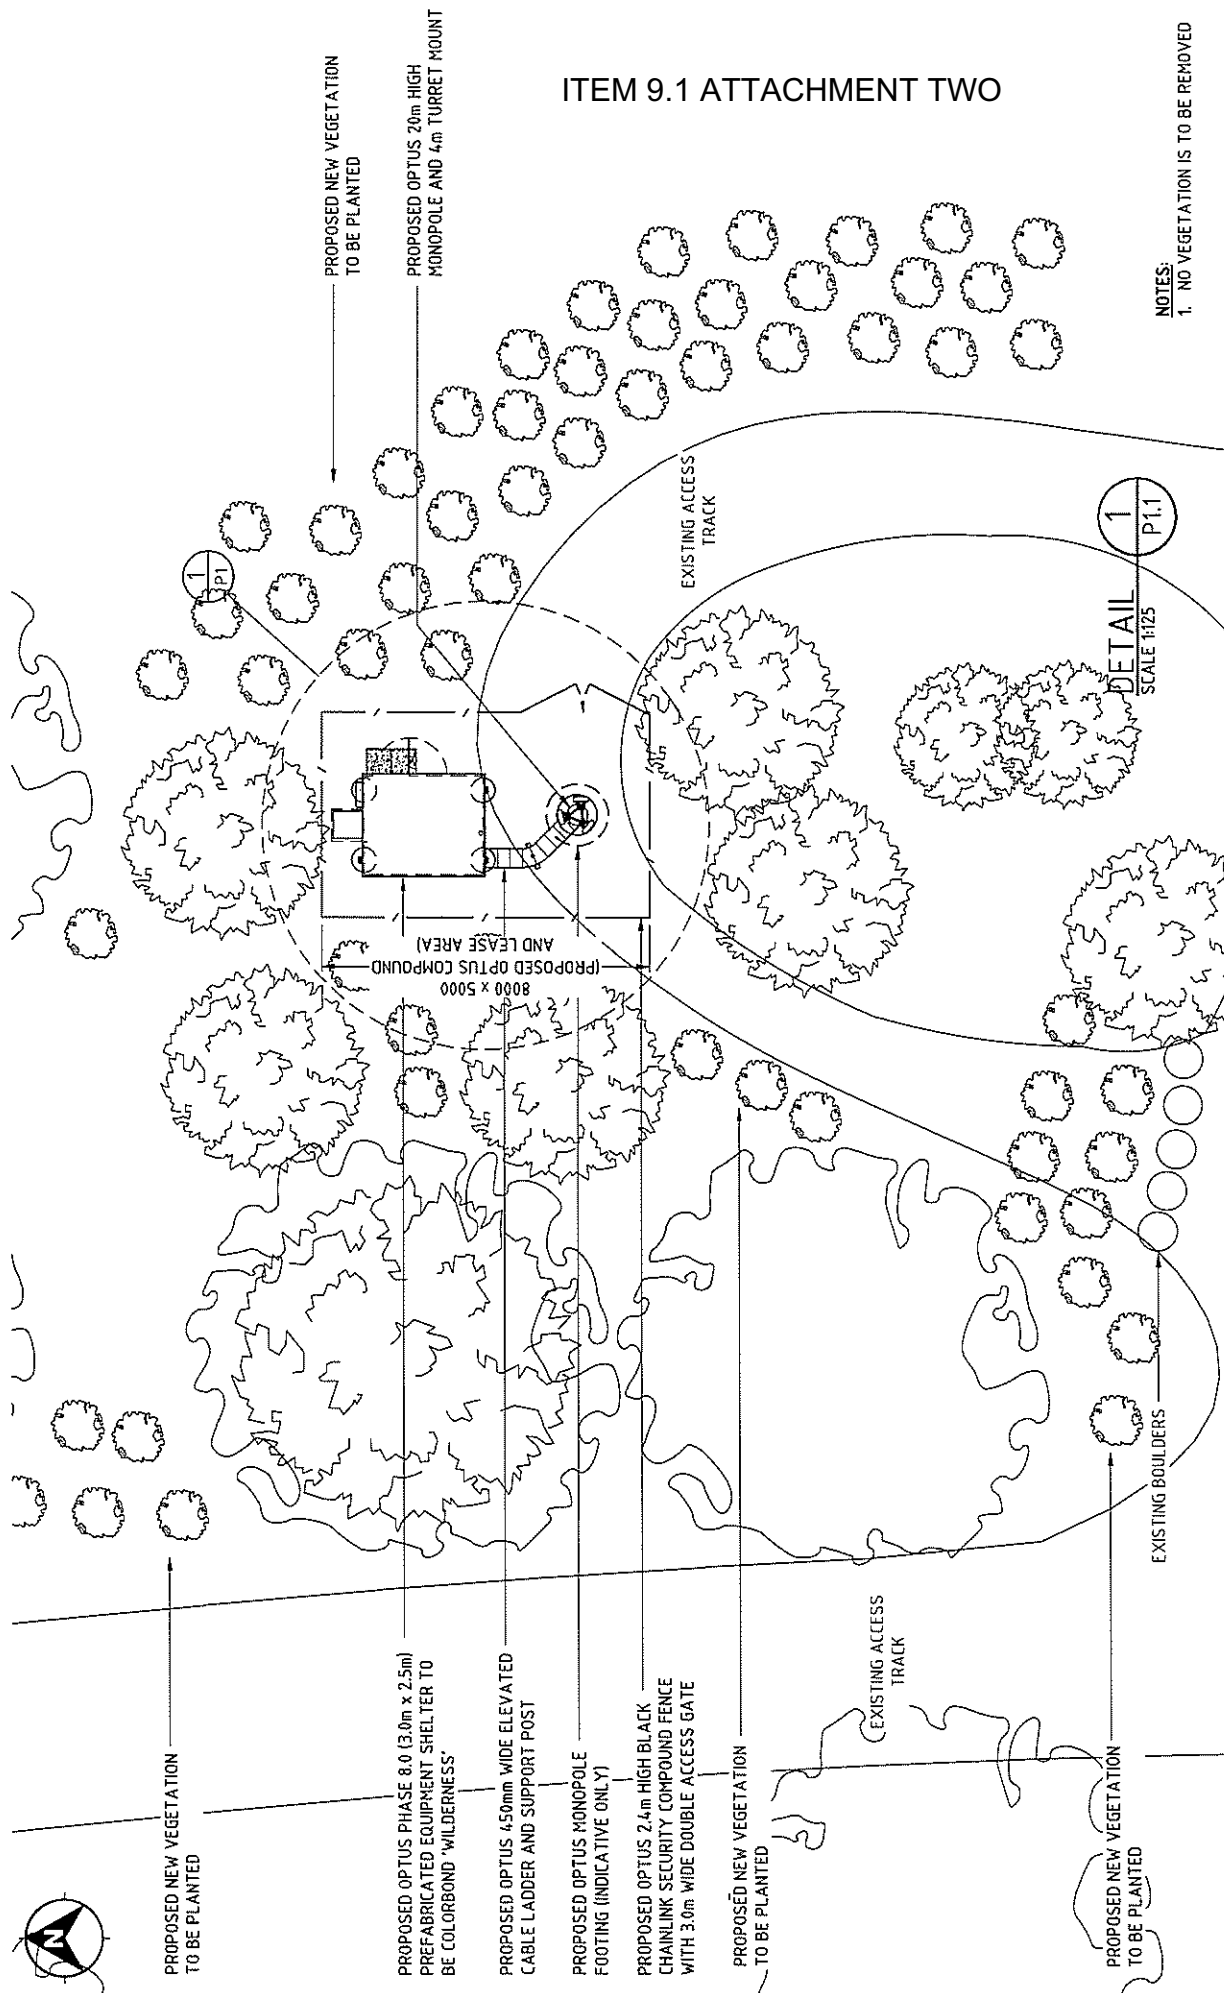 ITEM 9.1 ATTACHMENT TWO
PROPOSED NEW VEGETATION
TO BE PLANTED
PROPOSED OPTUS 20m HIGH
MONOPOLE AND 4m TURRET MOUNT
NOTES:
1. NO VEGETATION IS TO BE REMOVED
1
P1
EXISTING ACCESS
TRACK
DETAIL
SCALE 1:125
1
P1.1
8000 x 5000
(PROPOSED OPTUS COMPOUND
AND LEASE AREA)
N
PROPOSED NEW VEGETATION
TO BE PLANTED
PROPOSED OPTUS PHASE 8.0 (3.0m x 2.5m)
PREFABRICATED EQUIPMENT SHELTER TO
BE COLORBOND 'WILDERNESS'
PROPOSED OPTUS 450mm WIDE ELEVATED
CABLE LADDER AND SUPPORT POST
PROPOSED OPTUS MONOPOLE
FOOTING (INDICATIVE ONLY)
PROPOSED OPTUS 2.4m HIGH BLACK
CHAINLINK SECURITY COMPOUND FENCE
WITH 3.0m WIDE DOUBLE ACCESS GATE
PROPOSED NEW VEGETATION
TO BE PLANTED
EXISTING ACCESS
TRACK
EXISTING BOULDERS
PROPOSED NEW VEGETATION
TO BE PLANTED